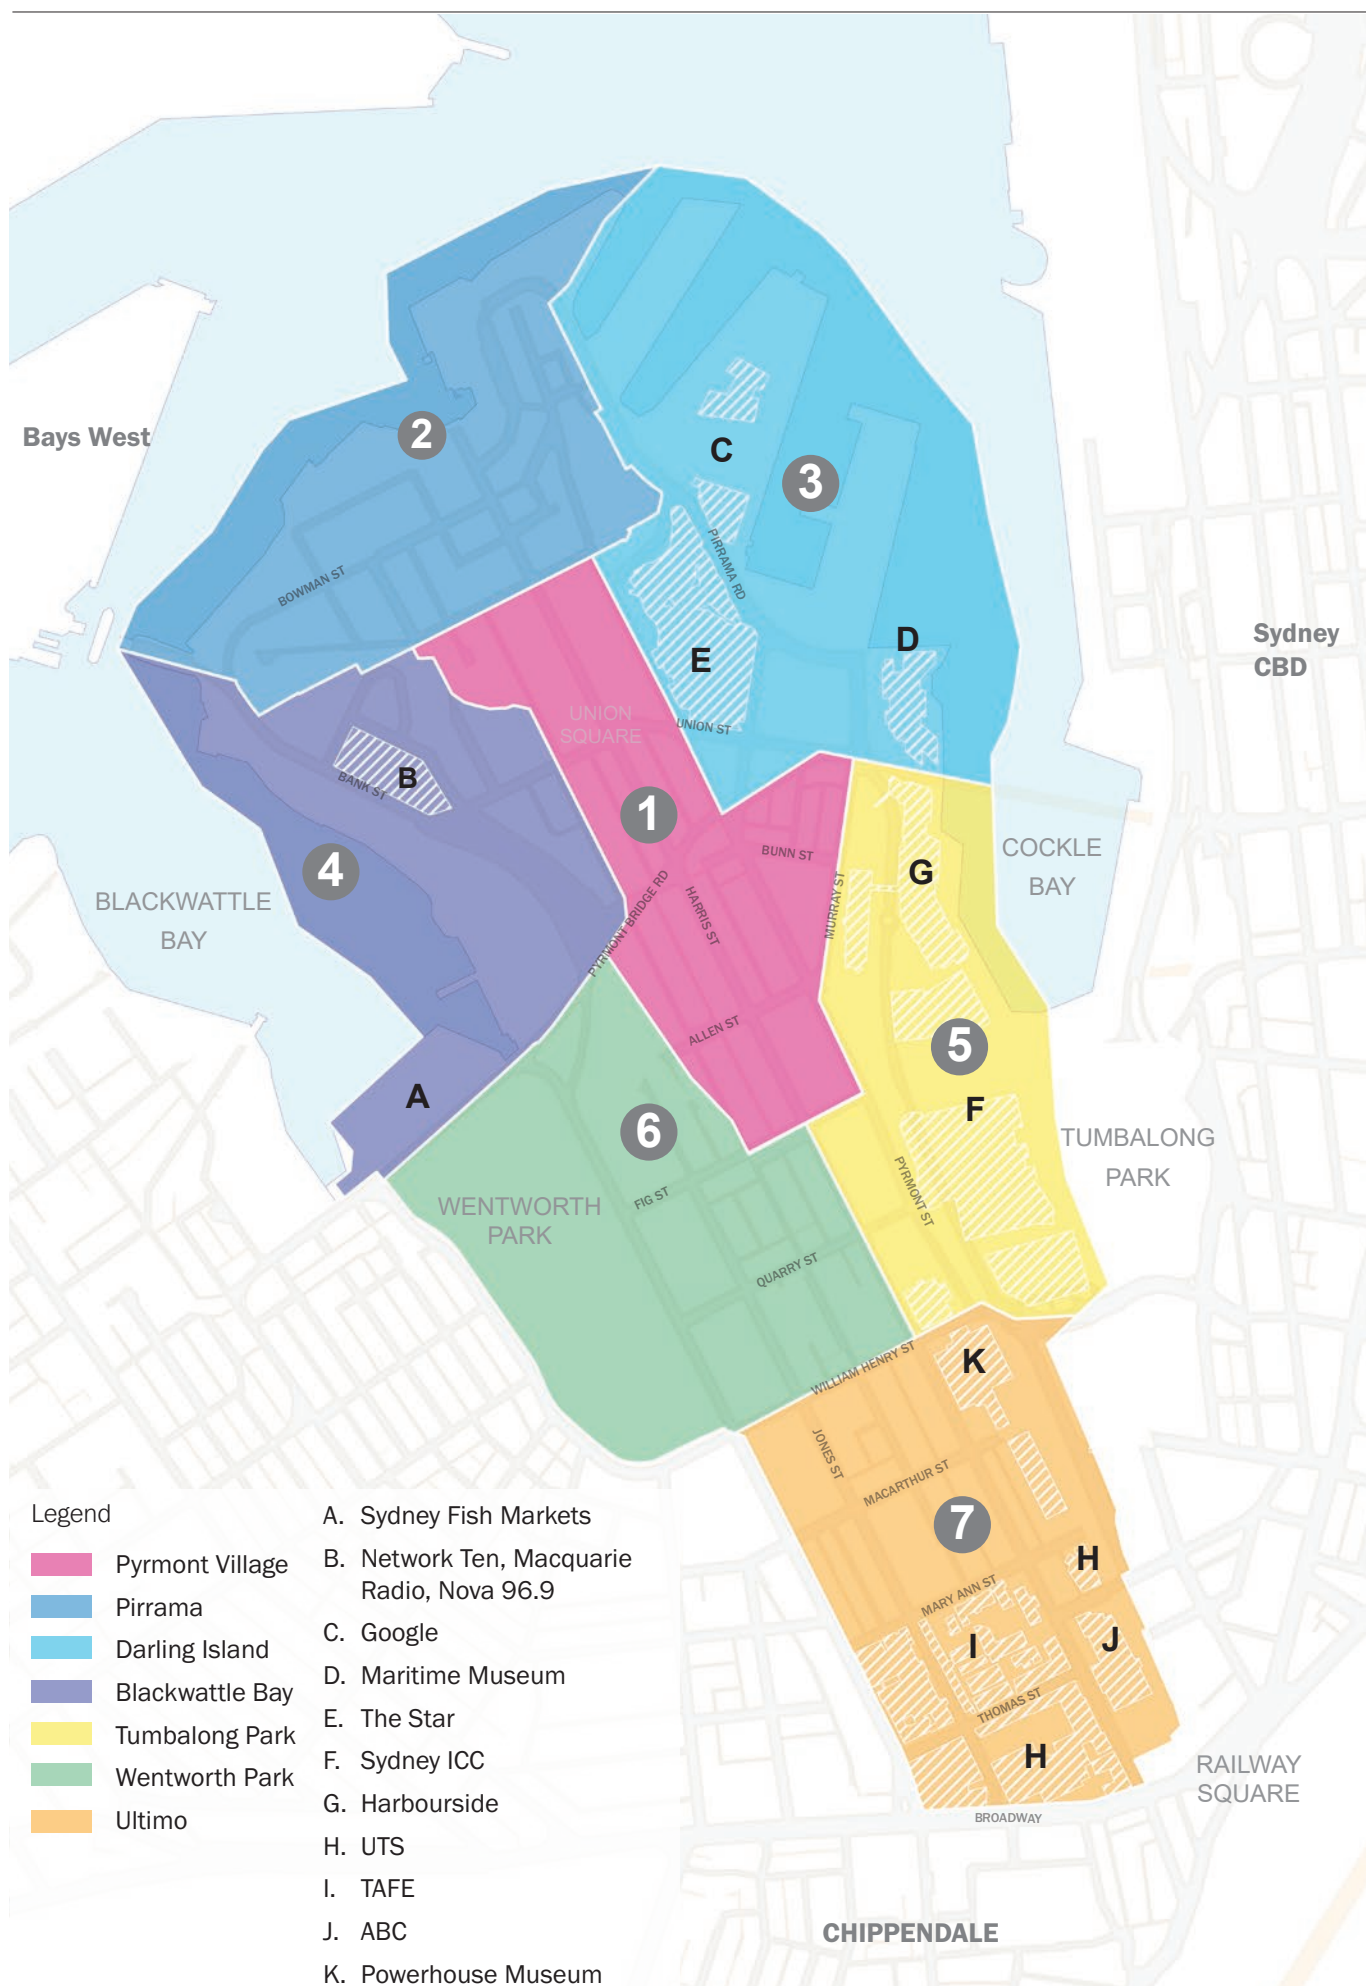 2
Bays West
C
3
PIRRAMA RD
BOWMAN ST
D
Sydney
CBD
E
UNION
SQUARE
UNION ST
B
BANK ST
1
BUNN ST
COCKLE
BAY
4
G
BLACKWATTLE
BAY
MURRAY ST
HARRIS ST
PYRMONT BRIDGE RD
ALLEN ST
5
A
F
6
TUMBALONG
PARK
PYRMONT ST
WENTWORTH
PARK
FIG ST
QUARRY ST
WILLIAM HENRY ST
K
JONES ST
MACARTHUR ST
7
H
MARY ANN ST
I
J
THOMAS ST
H
RAILWAY
SQUARE
BROADWAY
CHIPPENDALE
Legend
Pyrmont Village
Pirrama
Darling Island
Blackwattle Bay
Tumbalong Park
Wentworth Park
Ultimo
A. Sydney Fish Markets
B. Network Ten, Macquarie
Radio, Nova 96.9
C. Google
D. Maritime Museum
E. The Star
F. Sydney ICC
G. Harbourside
H. UTS
I. TAFE
J. ABC
K. Powerhouse Museum